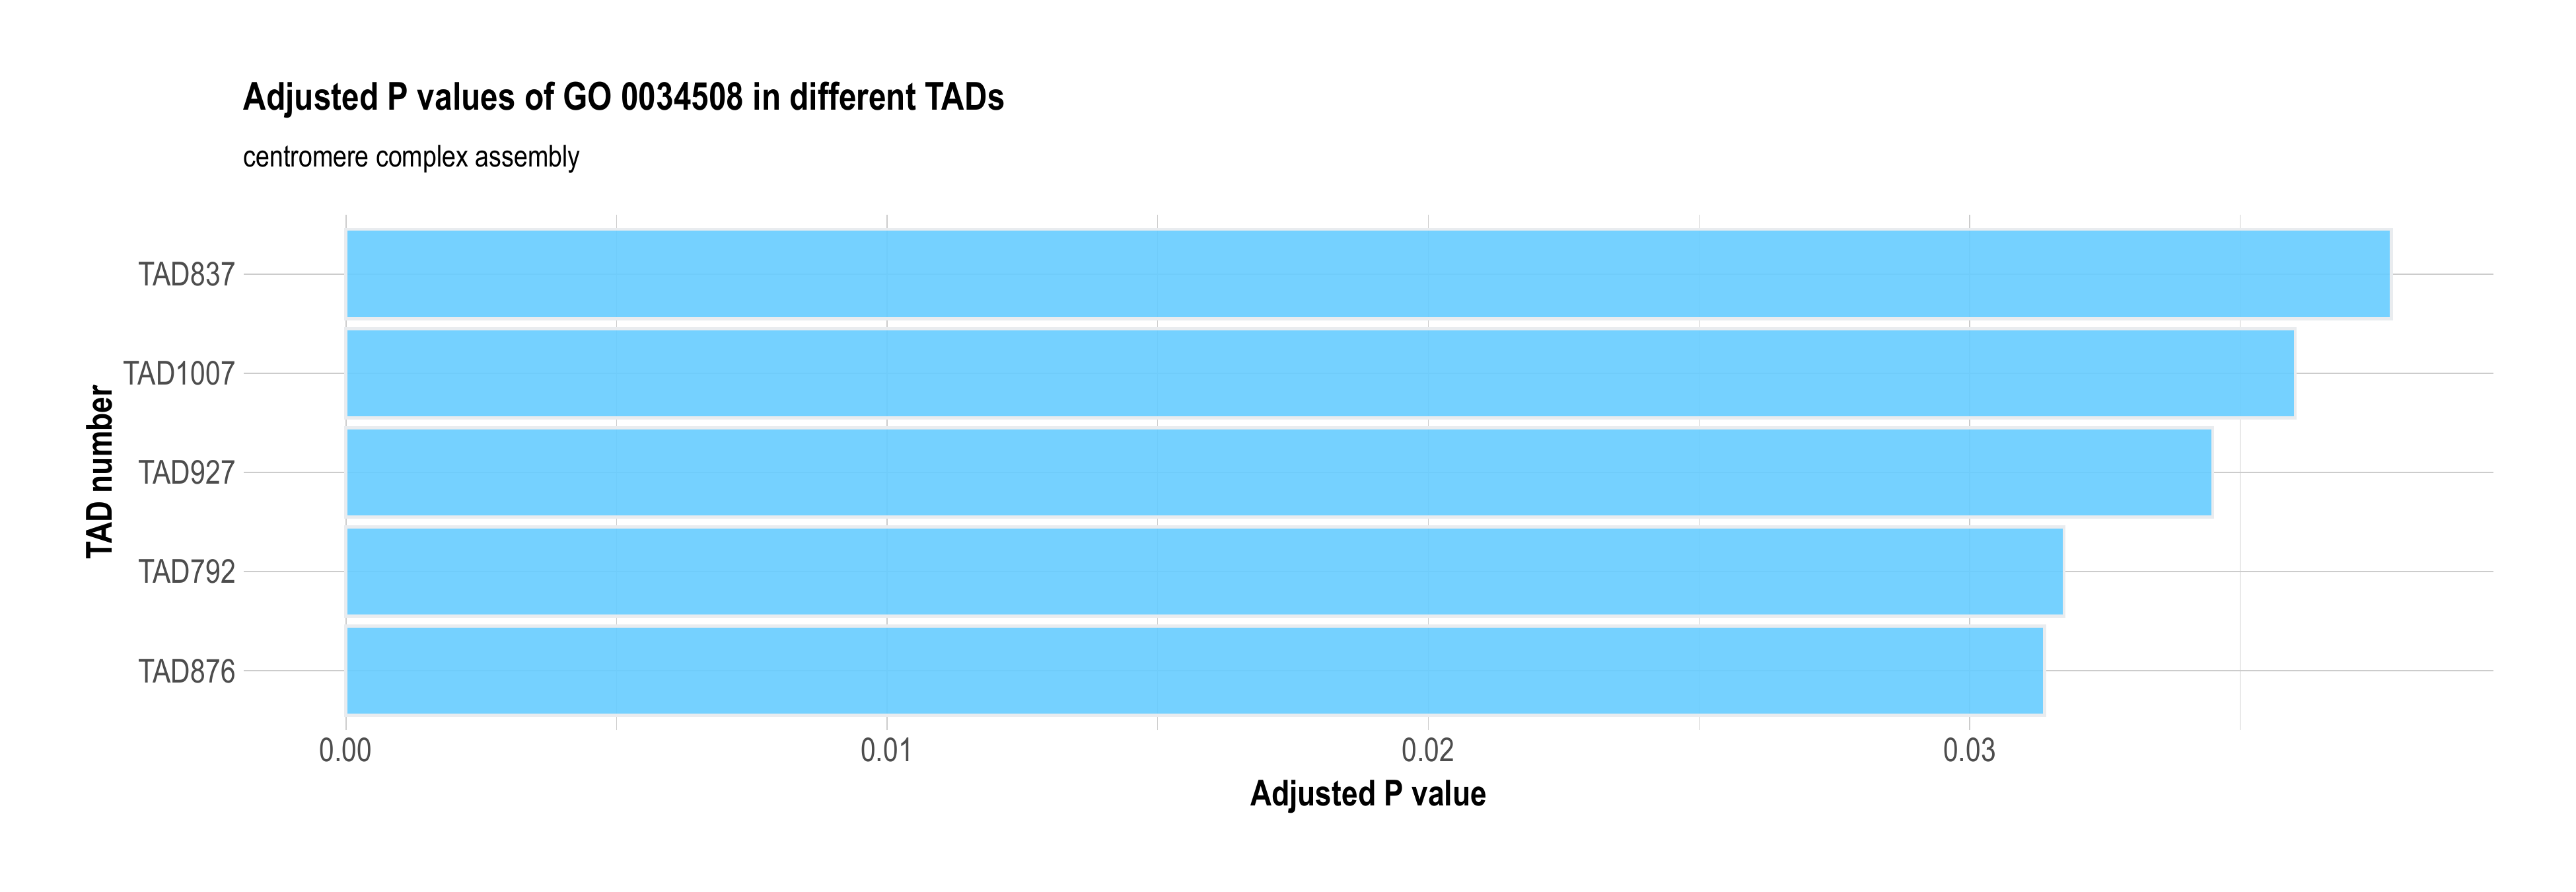 Adjusted P values of GO 0034508 in different TADs
centromere complex assembly
TAD number
TAD837
TAD1007
TAD927
TAD792
TAD876
0.00 0.01 0.02 0.03
Adjusted P value